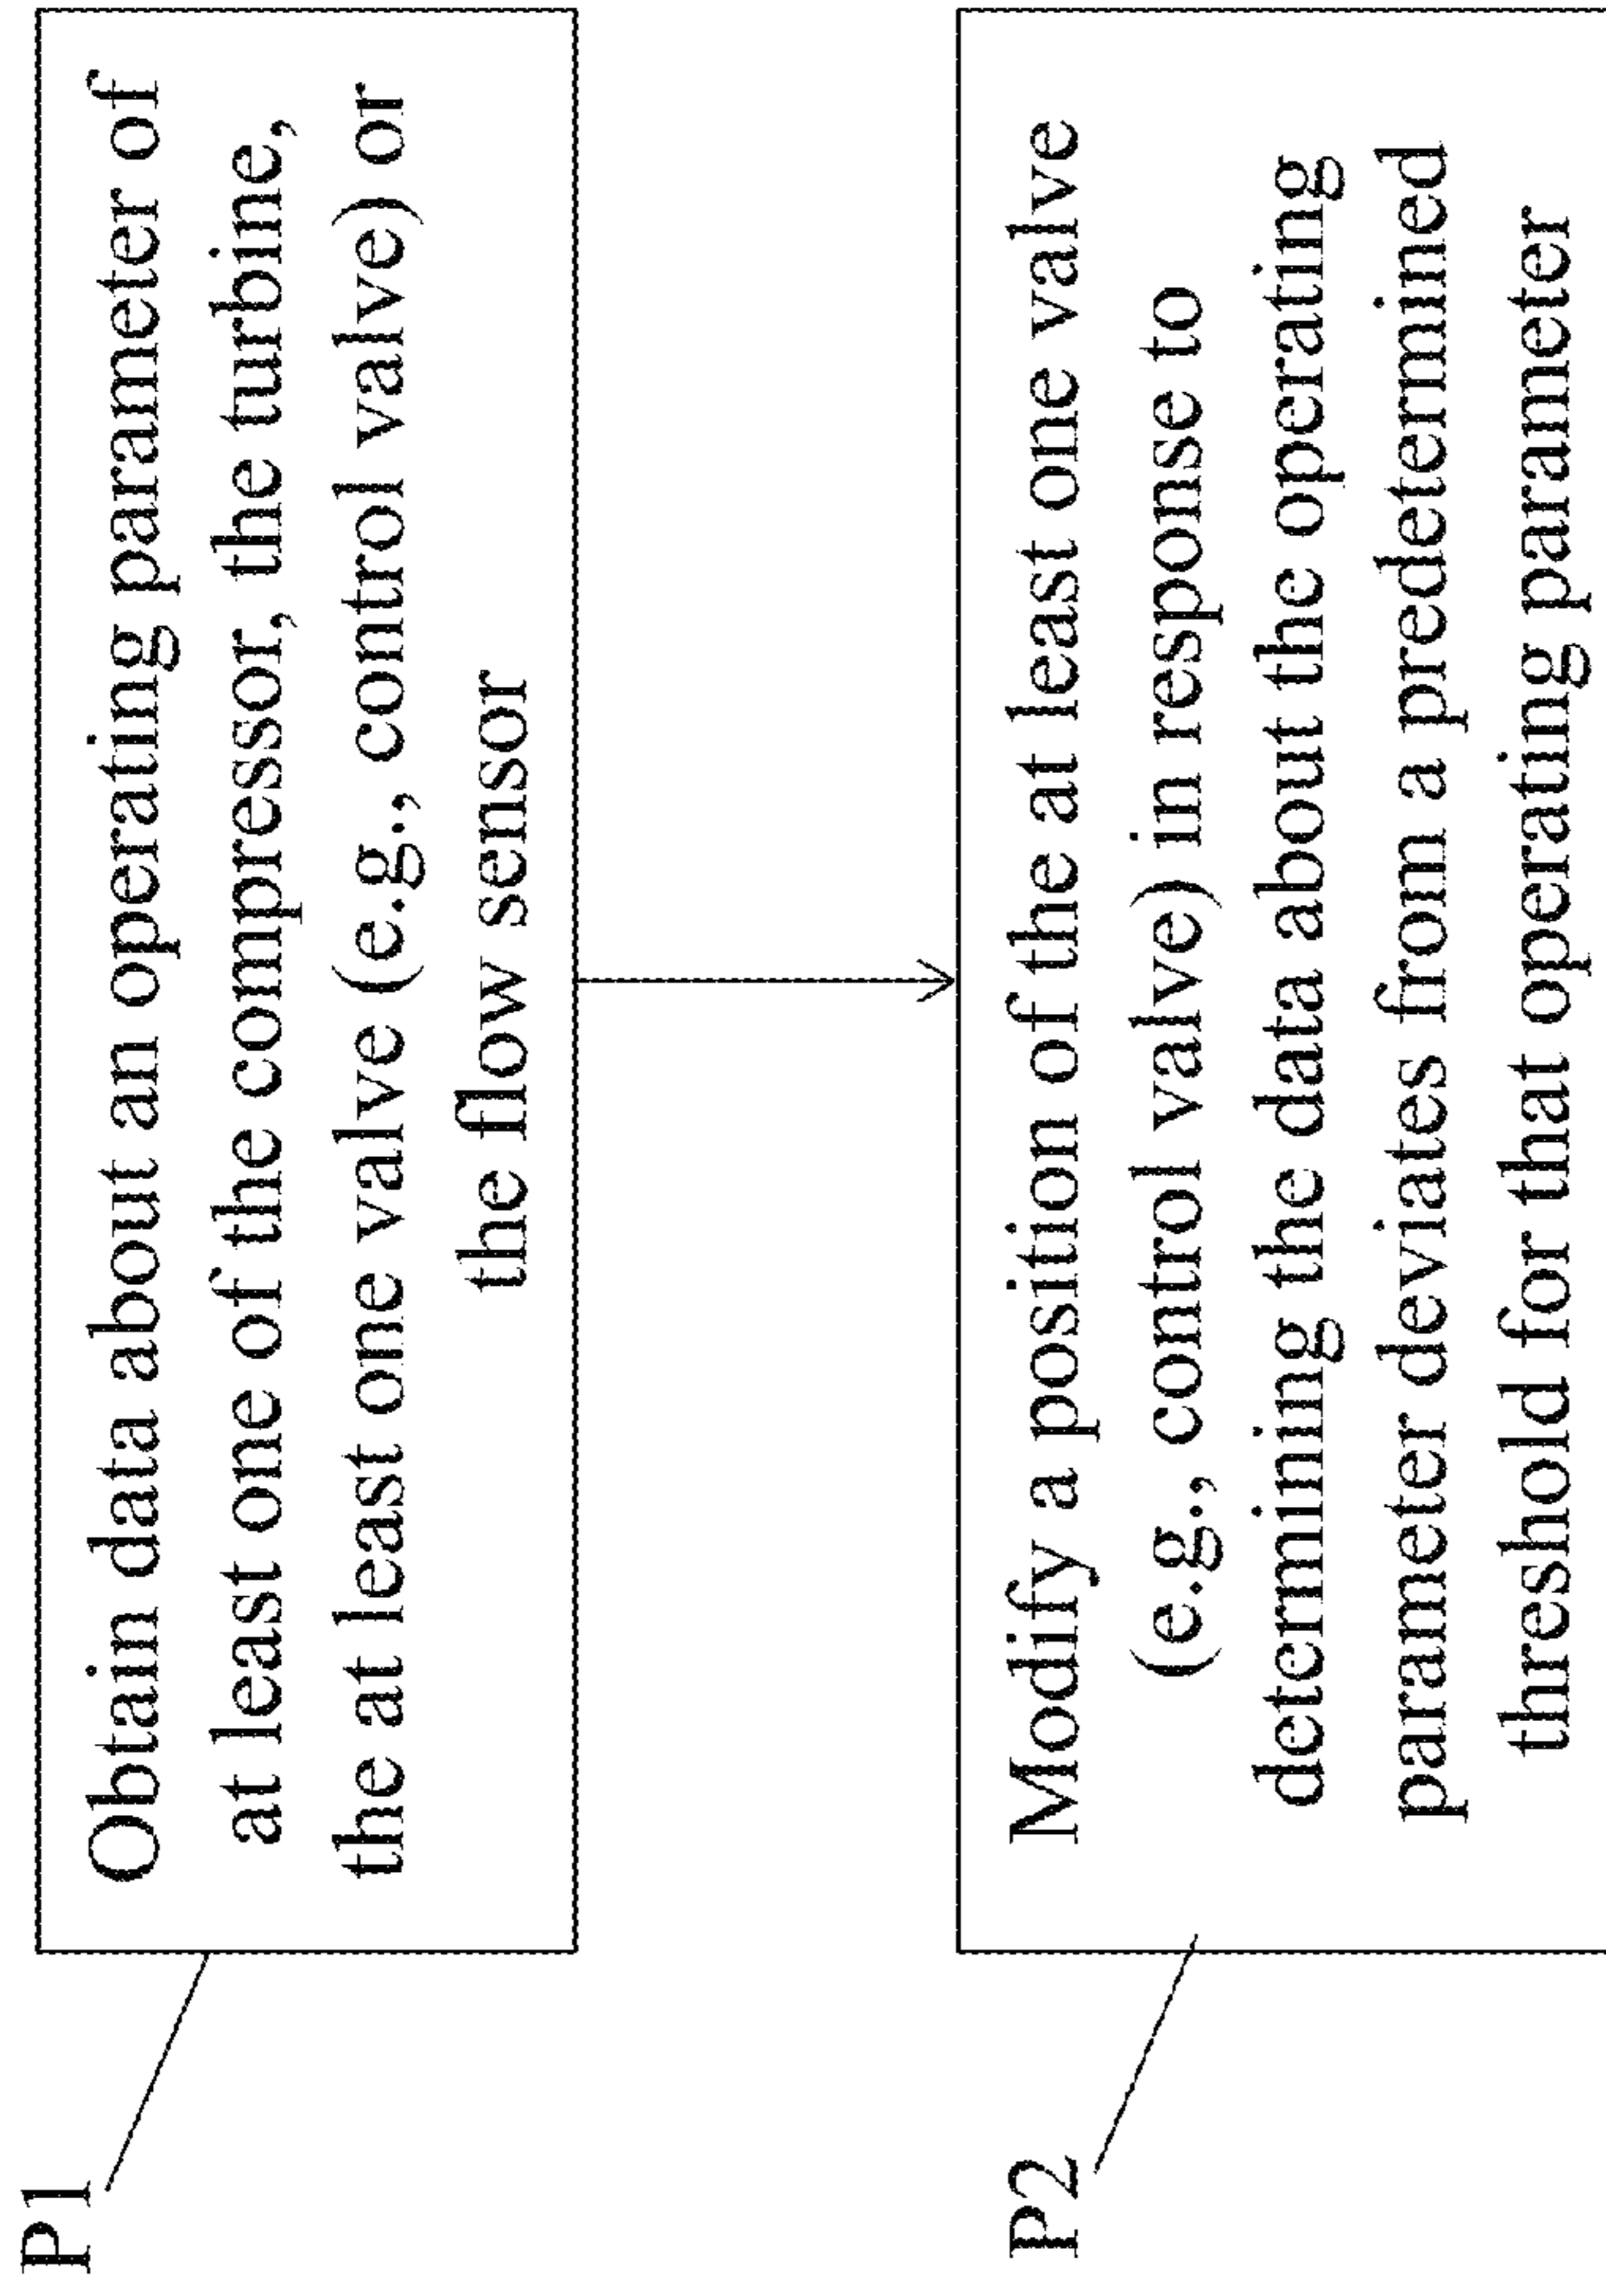 P1
Obtain data about an operating parameter of
at least one of the compressor, the turbine,
the at least one valve (e.g., control valve) or
the flow sensor
P2
Modify a position of the at least one valve
(e.g., control valve) in response to
determining the data about the operating
parameter deviates from a predetermined
threshold for that operating parameter